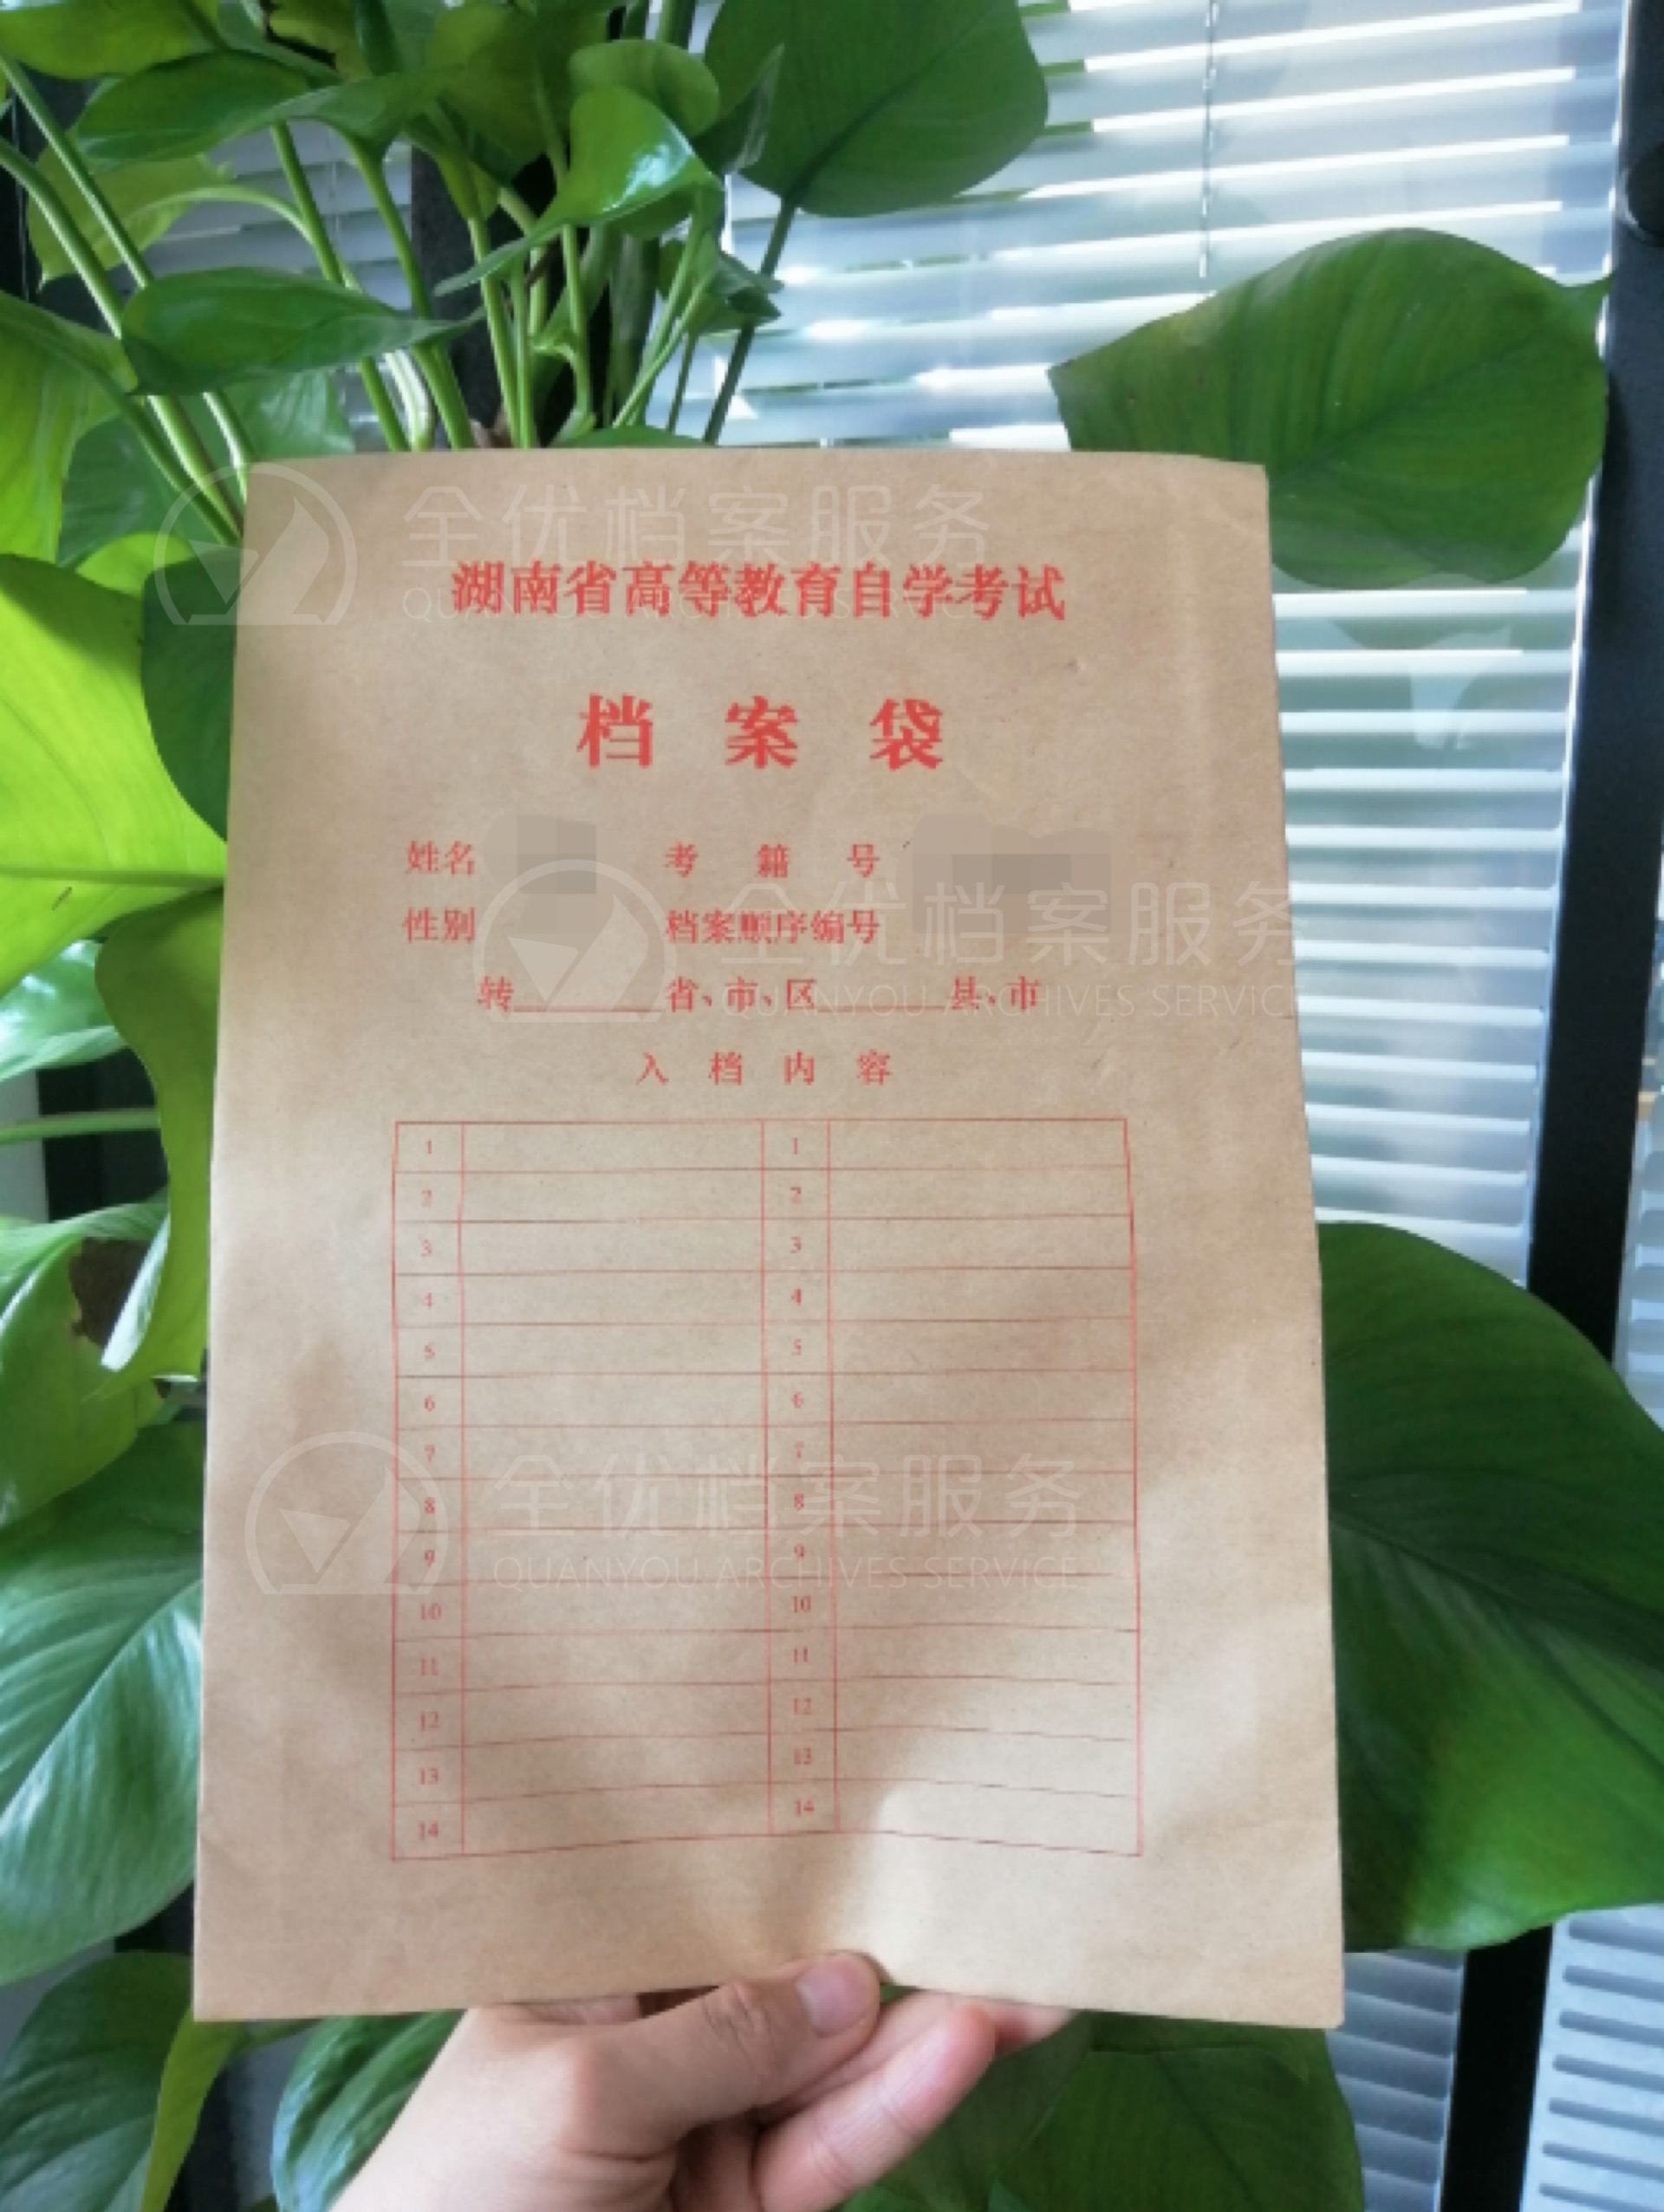 全优档案服务
QUANYOU ARCHIVES SERVICE
湖南省高等教育自学考试
档案袋
姓名 考籍号
性别 档案顺序编号
全优档案服务
QUANYOU ARCHIVES SERVICE
转 省、市、区 县、市
入档内容
1 1
2 2
3 3
4 4
5 5
6 6
7 7
8 8
全优档案服务
QUANYOU ARCHIVES SERVICE
9 9
10 10
11 11
12 12
13 13
14 14